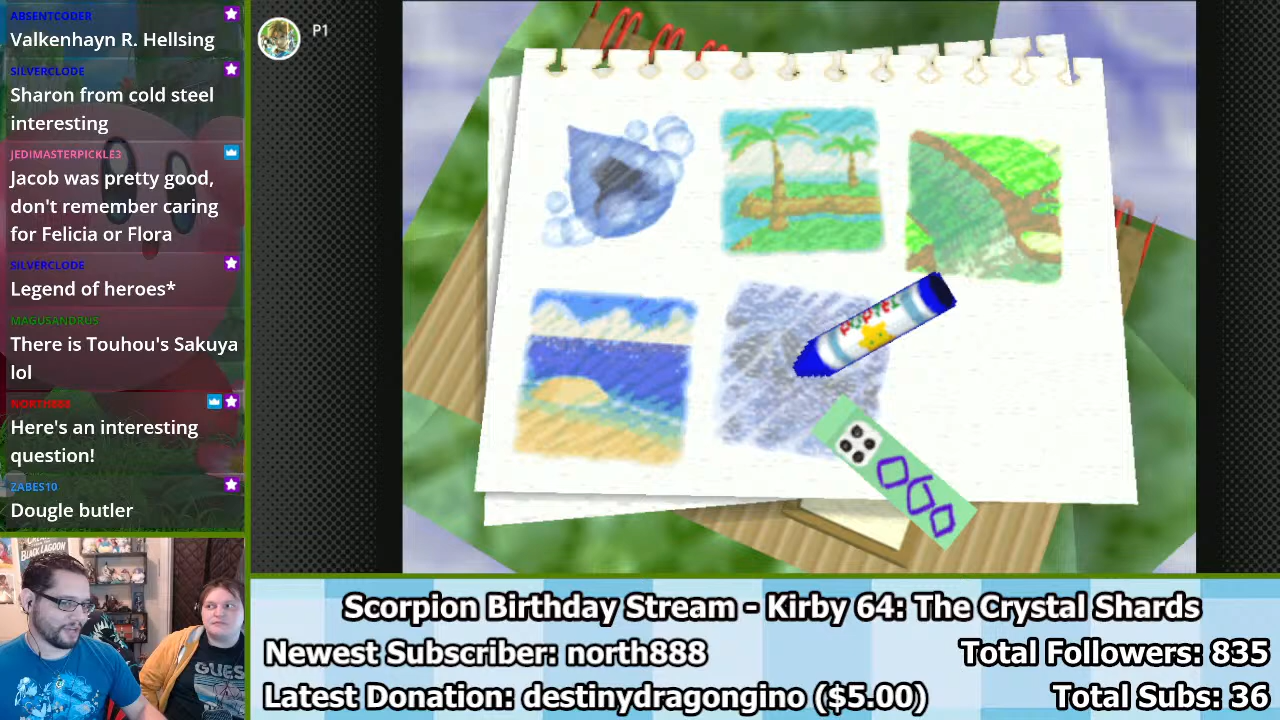 ABSENTCODER
Valkenhayn R. Hellsing
SILVERCLODE
Sharon from cold steel
interesting
JEDIMASTERPICKLE3
Jacob was pretty good,
don't remember caring
for Felicia or Flora
SILVERCLODE
Legend of heroes*
MAGUSANDRUS
There is Touhou's Sakuya
lol
NORTH888
Here's an interesting
question!
ZABES10
Dougle butler
P1
BLACK LAGOON
GUESS
Scorpion Birthday Stream - Kirby 64: The Crystal Shards
Newest Subscriber: north888
Total Followers: 835
Latest Donation: destinydragongino ($5.00)
Total Subs: 36